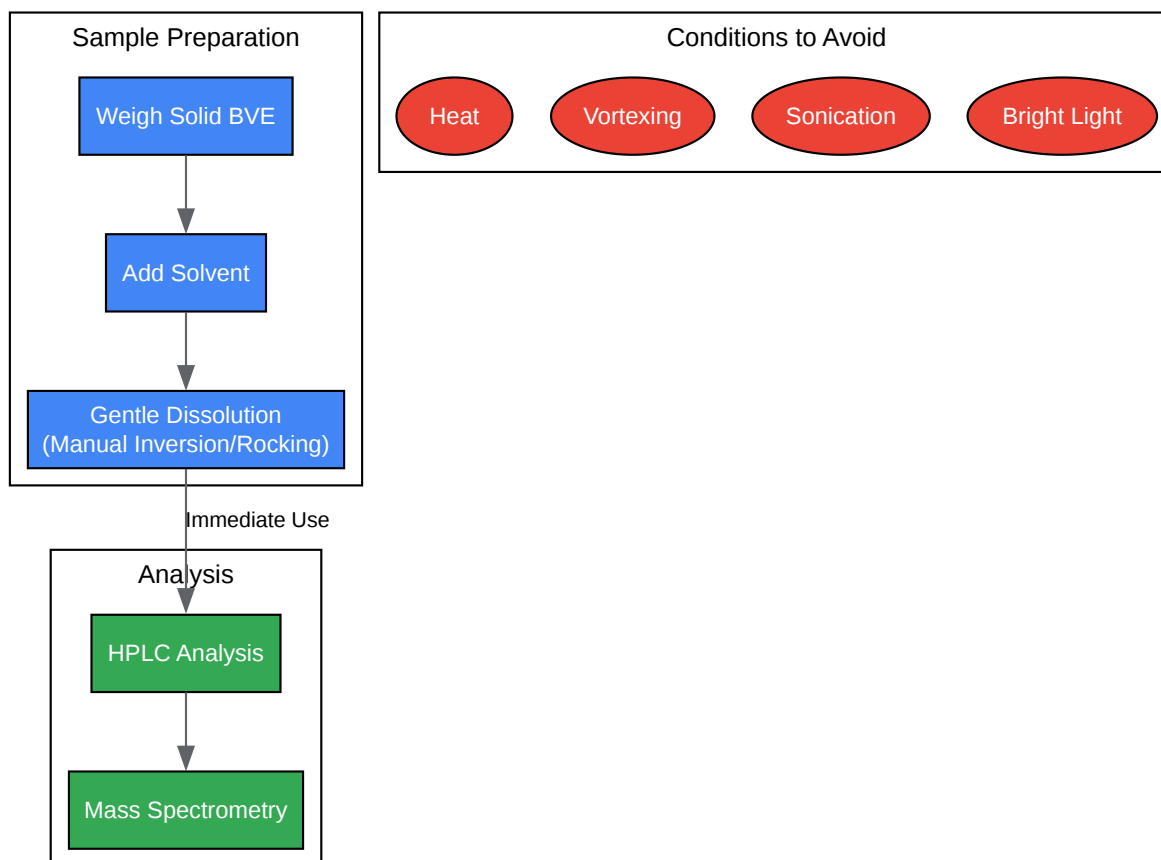 Sample Preparation
Weigh Solid BVE
Add Solvent
Gentle Dissolution
(Manual Inversion/Rocking)
Immediate Use
Analysis
HPLC Analysis
Mass Spectrometry
Conditions to Avoid
Heat
Vortexing
Sonication
Bright Light